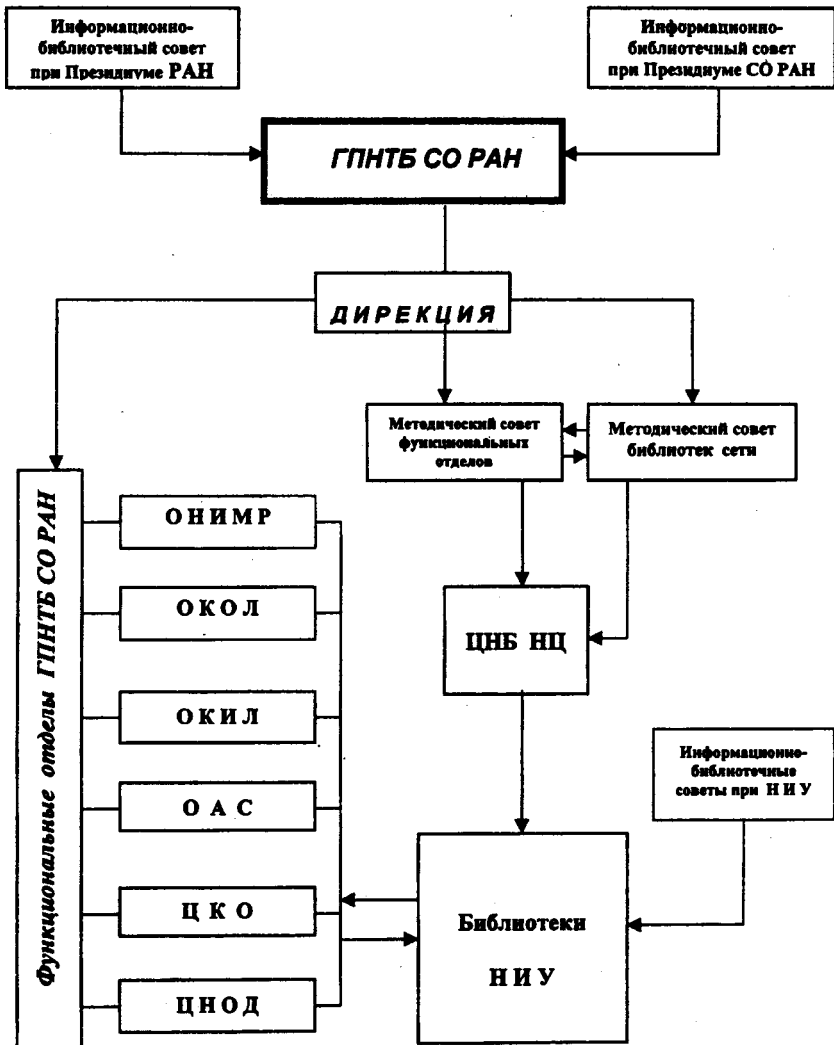 Информационно-
библиотечный совет
при Президиуме РАН
Информационно-
библиотечный совет
при Президиуме СО РАН
ГПНТБ СО РАН
ДИРЕКЦИЯ
Методический совет
функциональных
отделов
Методический совет
библиотек сети
Функциональные отделы ГПНТБ СО РАН
ОНИМР
ОКОЛ
ОКИЛ
ОАС
ЦКО
ЦНОД
ЦНБ НЦ
Информационно-
библиотечные
советы при НИУ
Библиотеки
НИУ